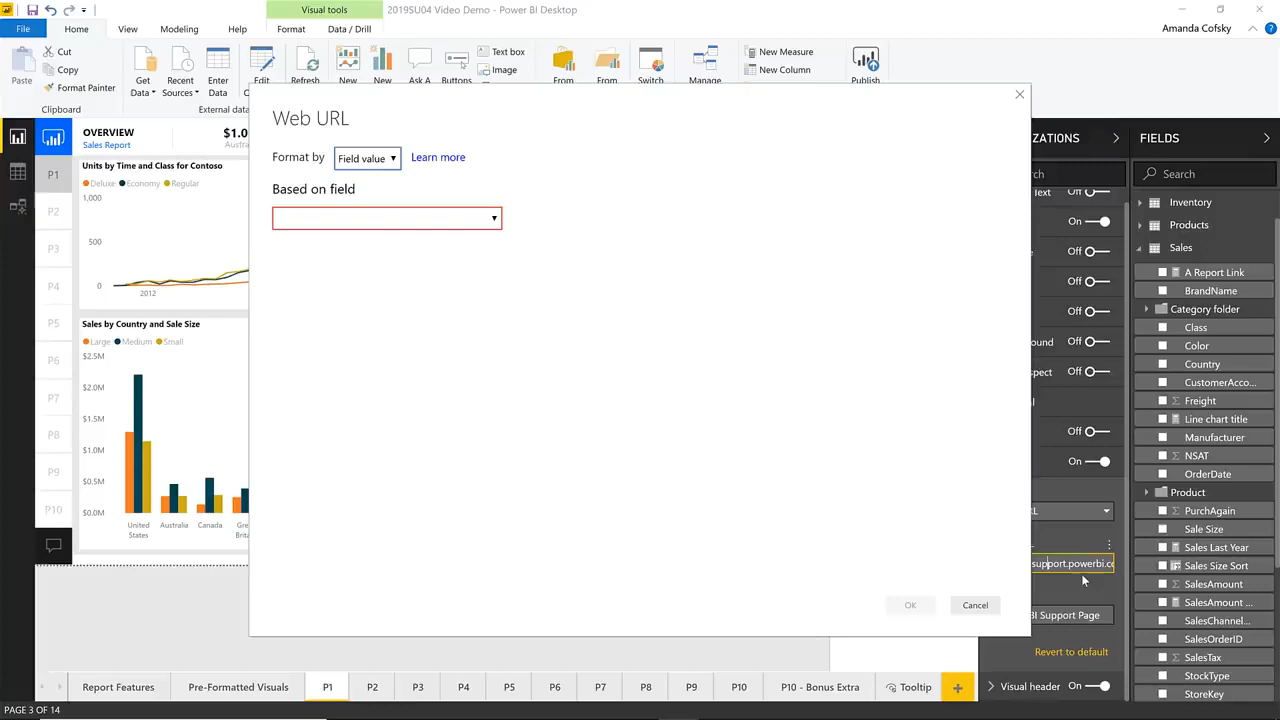 Visual tools
2019SU04 Video Demo - Power BI Desktop
File
Home
View
Modeling
Help
Format
Data / Drill
Amanda Cofsky
Paste
Cut
Copy
Format Painter
Clipboard
Get
Data
Recent
Sources
Enter
Data
Edit
External data
Refresh
New
New
Ask A
Buttons
Text box
Image
From
From
Switch
Manage
New Measure
New Column
Publish
OVERVIEW
Sales Report
$1.0
Austra
P1
P2
P3
P4
P5
P6
P7
P8
P9
P10
Units by Time and Class for Contoso
Deluxe Economy Regular
1,000
500
0
2012
Sales by Country and Sale Size
Large Medium Small
$2.5M
$2.0M
$1.5M
$1.0M
$0.5M
$0.0M
United
States
Australia
Canada
Gre
Brita
Web URL
Format by
Field value
Learn more
Based on field
OK
Cancel
IZATIONS
rch
Text
Off
On
Off
Off
Off
ound
Off
spect
Off
Off
On
support.powerbi.co
BI Support Page
Revert to default
Visual header
On
FIELDS
Search
Inventory
Products
Sales
A Report Link
BrandName
Category folder
Class
Color
Country
CustomerAcco...
Freight
Line chart title
Manufacturer
NSAT
OrderDate
Product
PurchAgain
Sale Size
Sales Last Year
Sales Size Sort
SalesAmount
SalesAmount ...
SalesChannel...
SalesOrderID
SalesTax
StockType
StoreKey
Report Features
Pre-Formatted Visuals
P1
P2
P3
P4
P5
P6
P7
P8
P9
P10
P10 - Bonus Extra
Tooltip
PAGE 3 OF 14